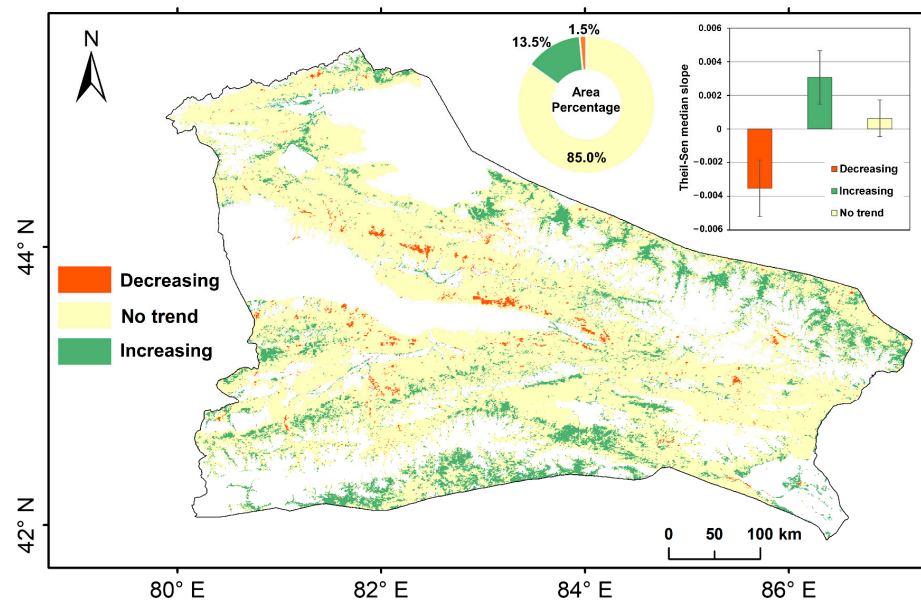 N
1.5%
13.5%
Area
Percentage
85.0%
0.006
0.004
0.002
0
−0.002
−0.004
−0.006
Theil-Sen median slope
Decreasing
Increasing
No trend
44° N
42° N
Decreasing
No trend
Increasing
0 50 100 km
80° E 82° E 84° E 86° E